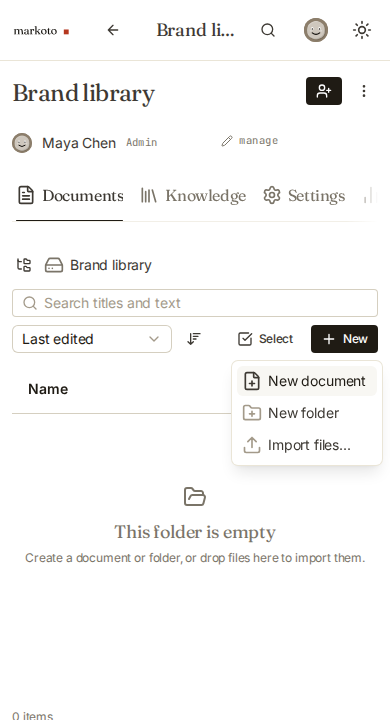 markoto
Brand li...
Brand library
Maya Chen Admin
manage
Documents Knowledge Settings
Brand library
Search titles and text
Last edited
Select
New
Name
New document
New folder
Import files...
This folder is empty
Create a document or folder, or drop files here to import them.
0 items